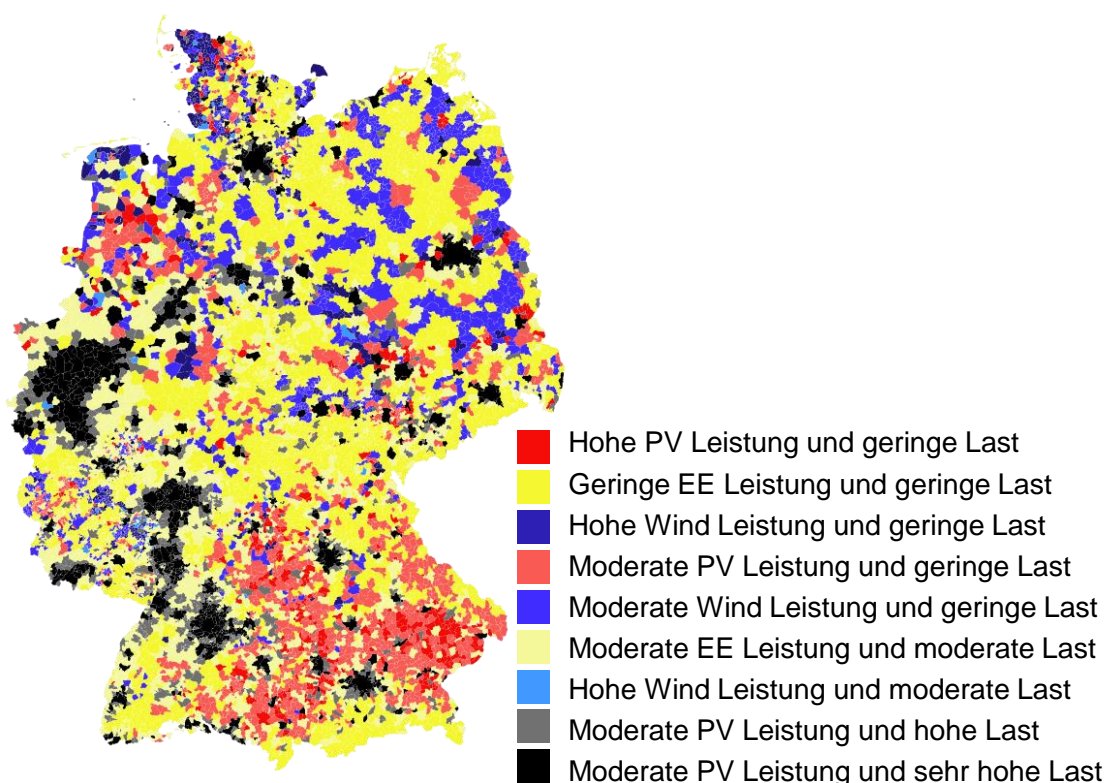 Hohe PV Leistung und geringe Last
Geringe EE Leistung und geringe Last
Hohe Wind Leistung und geringe Last
Moderate PV Leistung und geringe Last
Moderate Wind Leistung und geringe Last
Moderate EE Leistung und moderate Last
Hohe Wind Leistung und moderate Last
Moderate PV Leistung und hohe Last
Moderate PV Leistung und sehr hohe Last